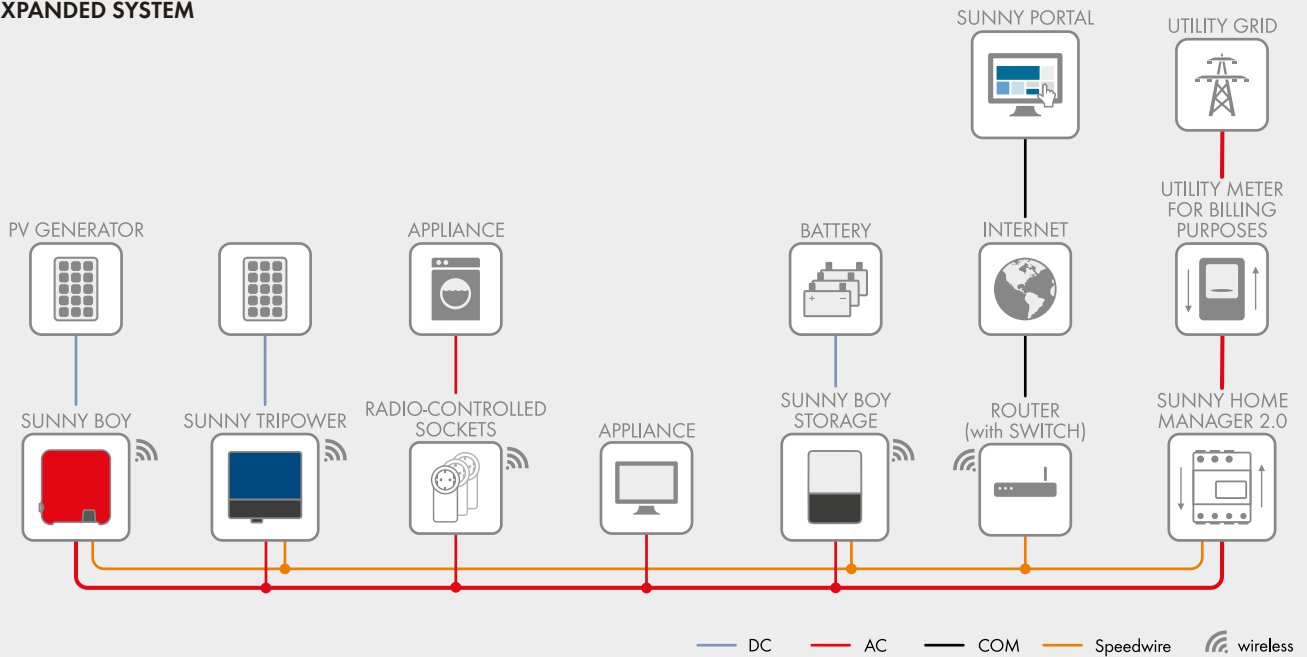 XPANDED SYSTEM
SUNNY PORTAL
UTILITY GRID
UTILITY METER
FOR BILLING
PURPOSES
PV GENERATOR
APPLIANCE
BATTERY
INTERNET
SUNNY BOY
SUNNY TRIPOWER
RADIO-CONTROLLED
SOCKETS
APPLIANCE
SUNNY BOY
STORAGE
ROUTER
(with SWITCH)
SUNNY HOME
MANAGER 2.0
DC
AC
COM
Speedwire
wireless